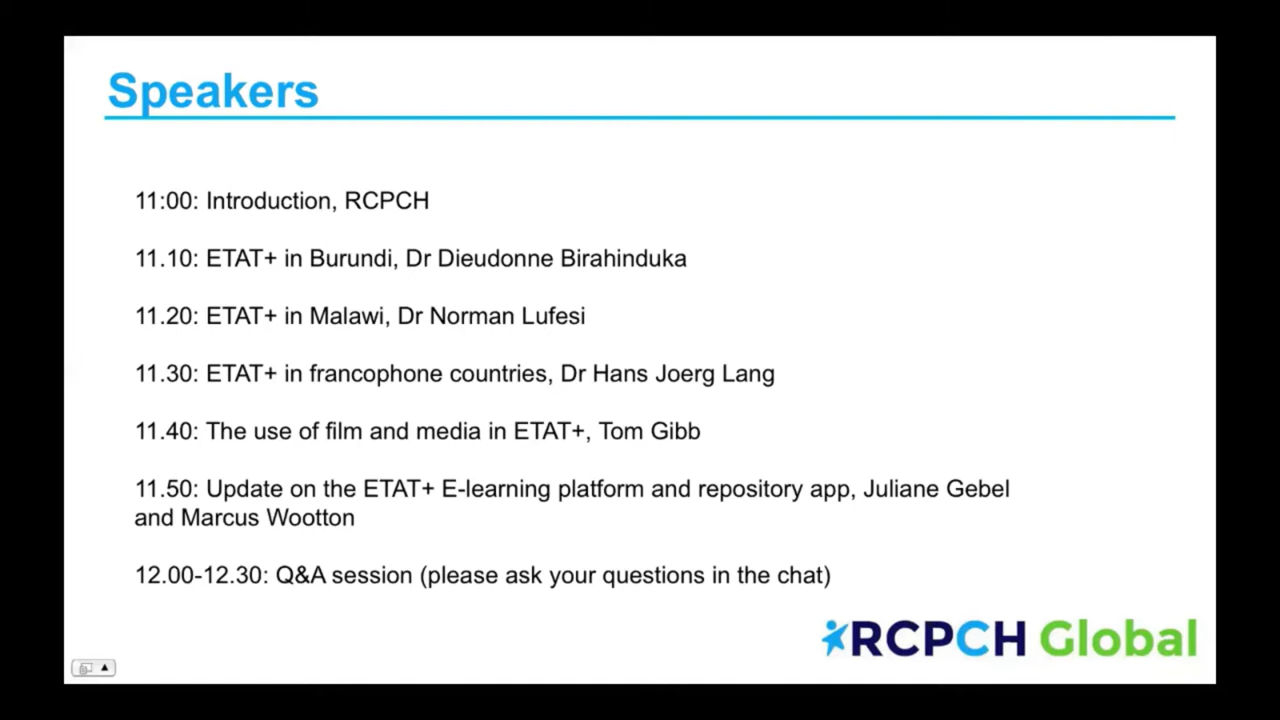 Speakers
11:00: Introduction, RCPCH
11.10: ETAT+ in Burundi, Dr Dieudonne Birahinduka
11.20: ETAT+ in Malawi, Dr Norman Lufesi
11.30: ETAT+ in francophone countries, Dr Hans Joerg Lang
11.40: The use of film and media in ETAT+, Tom Gibb
11.50: Update on the ETAT+ E-learning platform and repository app, Juliane Gebel
and Marcus Wootton
12.00-12.30: Q&A session (please ask your questions in the chat)
RCPCH Global